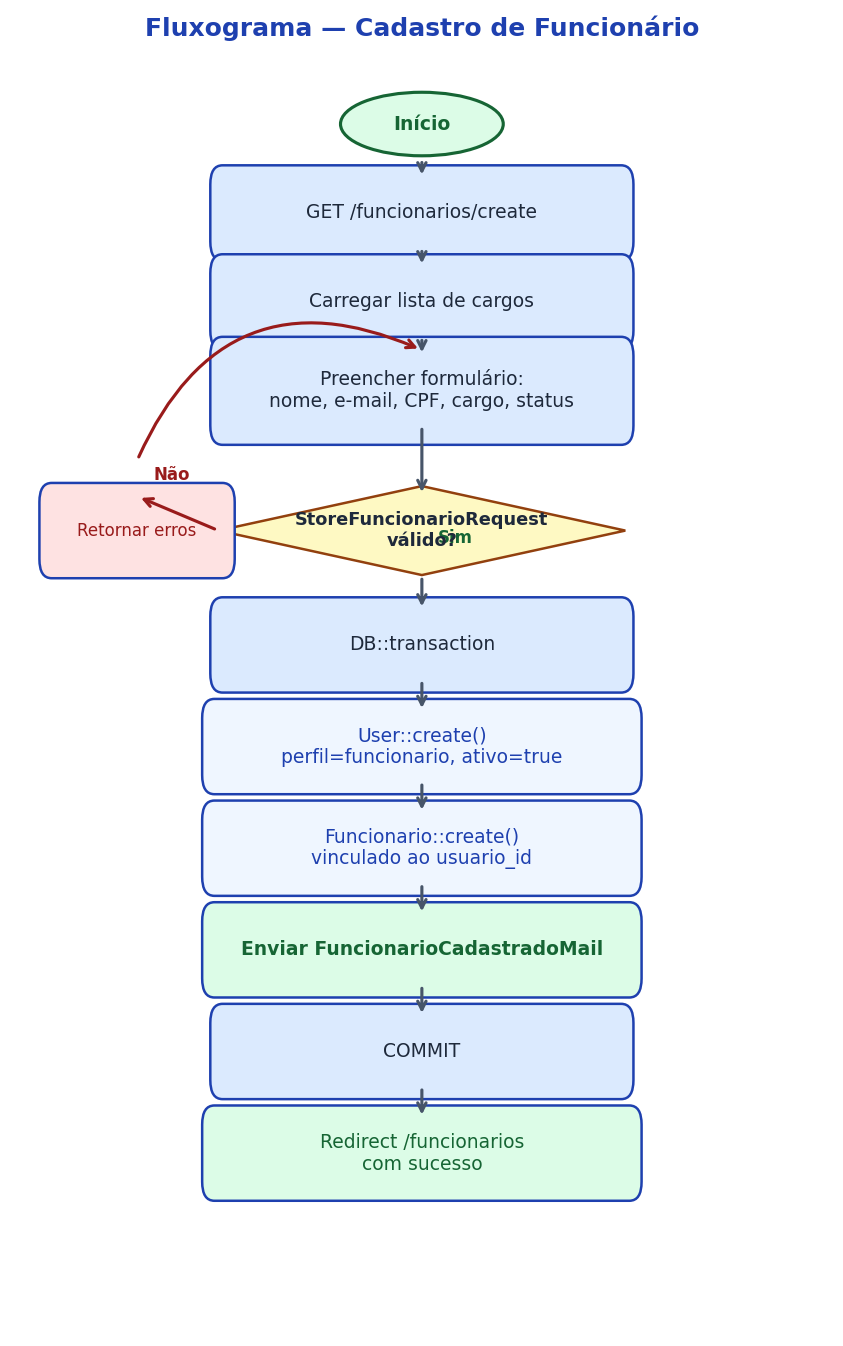 Fluxograma — Cadastro de Funcionário
Início
GET /funcionarios/create
Carregar lista de cargos
Preencher formulário:
nome, e-mail, CPF, cargo, status
Não
Retornar erros
StoreFuncionarioRequest
válido?
Sim
DB::transaction
User::create()
perfil=funcionario, ativo=true
Funcionario::create()
vinculado ao usuario_id
Enviar FuncionarioCadastradoMail
COMMIT
Redirect /funcionarios
com sucesso